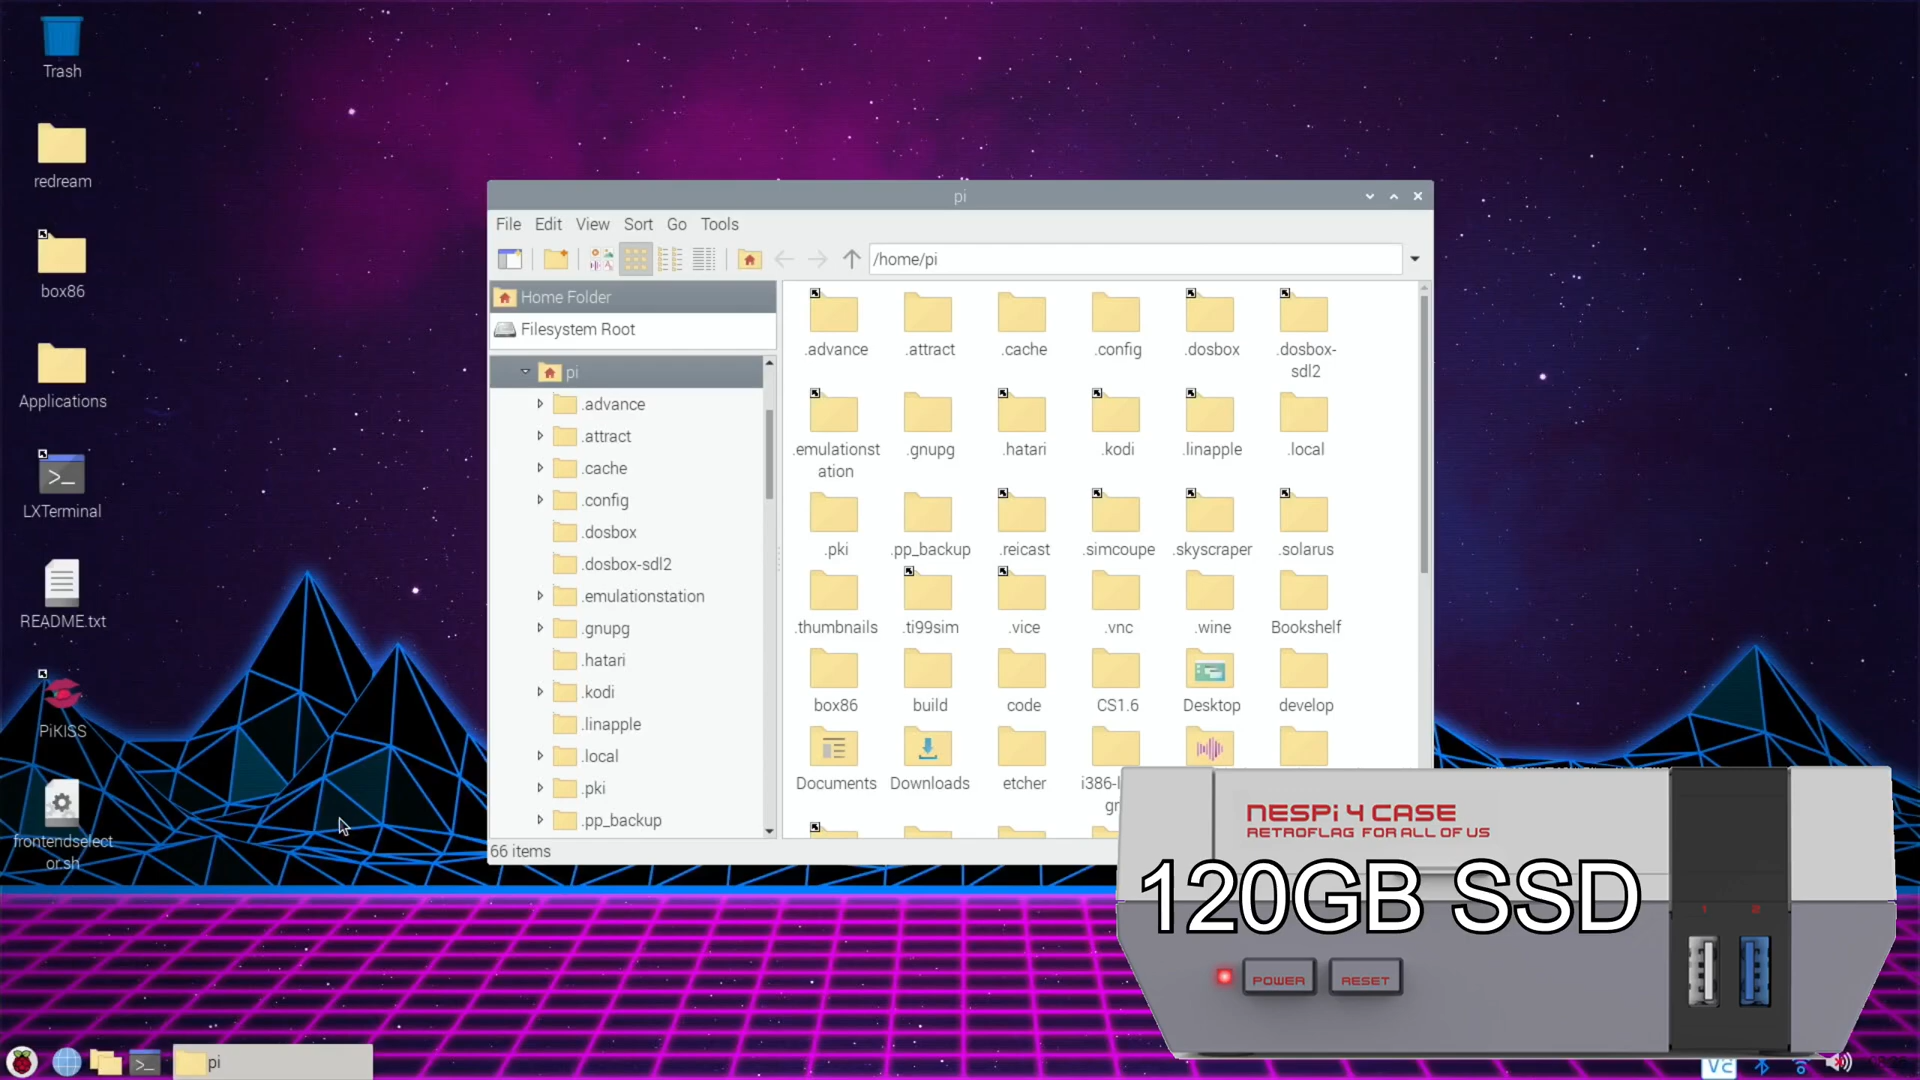 Trash
redream
box86
Applications
LXTerminal
README.txt
PiKISS
frontendselect
or.sh
pi
File Edit View Sort Go Tools
/home/pi
Home Folder
Filesystem Root
pi
.advance
.attract
.cache
.config
.dosbox
.dosbox-sdl2
.emulationstation
.gnupg
.hatari
.kodi
.linapple
.local
.pki
.pp_backup
.advance .attract .cache .config .dosbox .dosbox-
sdl2
.emulationst
ation
.gnupg .hatari .kodi .linapple .local
.pki .pp_backup .reicast .simcoupe .skyscraper .solarus
.thumbnails .ti99sim .vice .vnc .wine Bookshelf
box86 build code CS1.6 Desktop develop
Documents Downloads etcher
66 items
NESPi 4 CASE
RETROFLAG FOR ALL OF US
120GB SSD
1 2
POWER RESET
pi